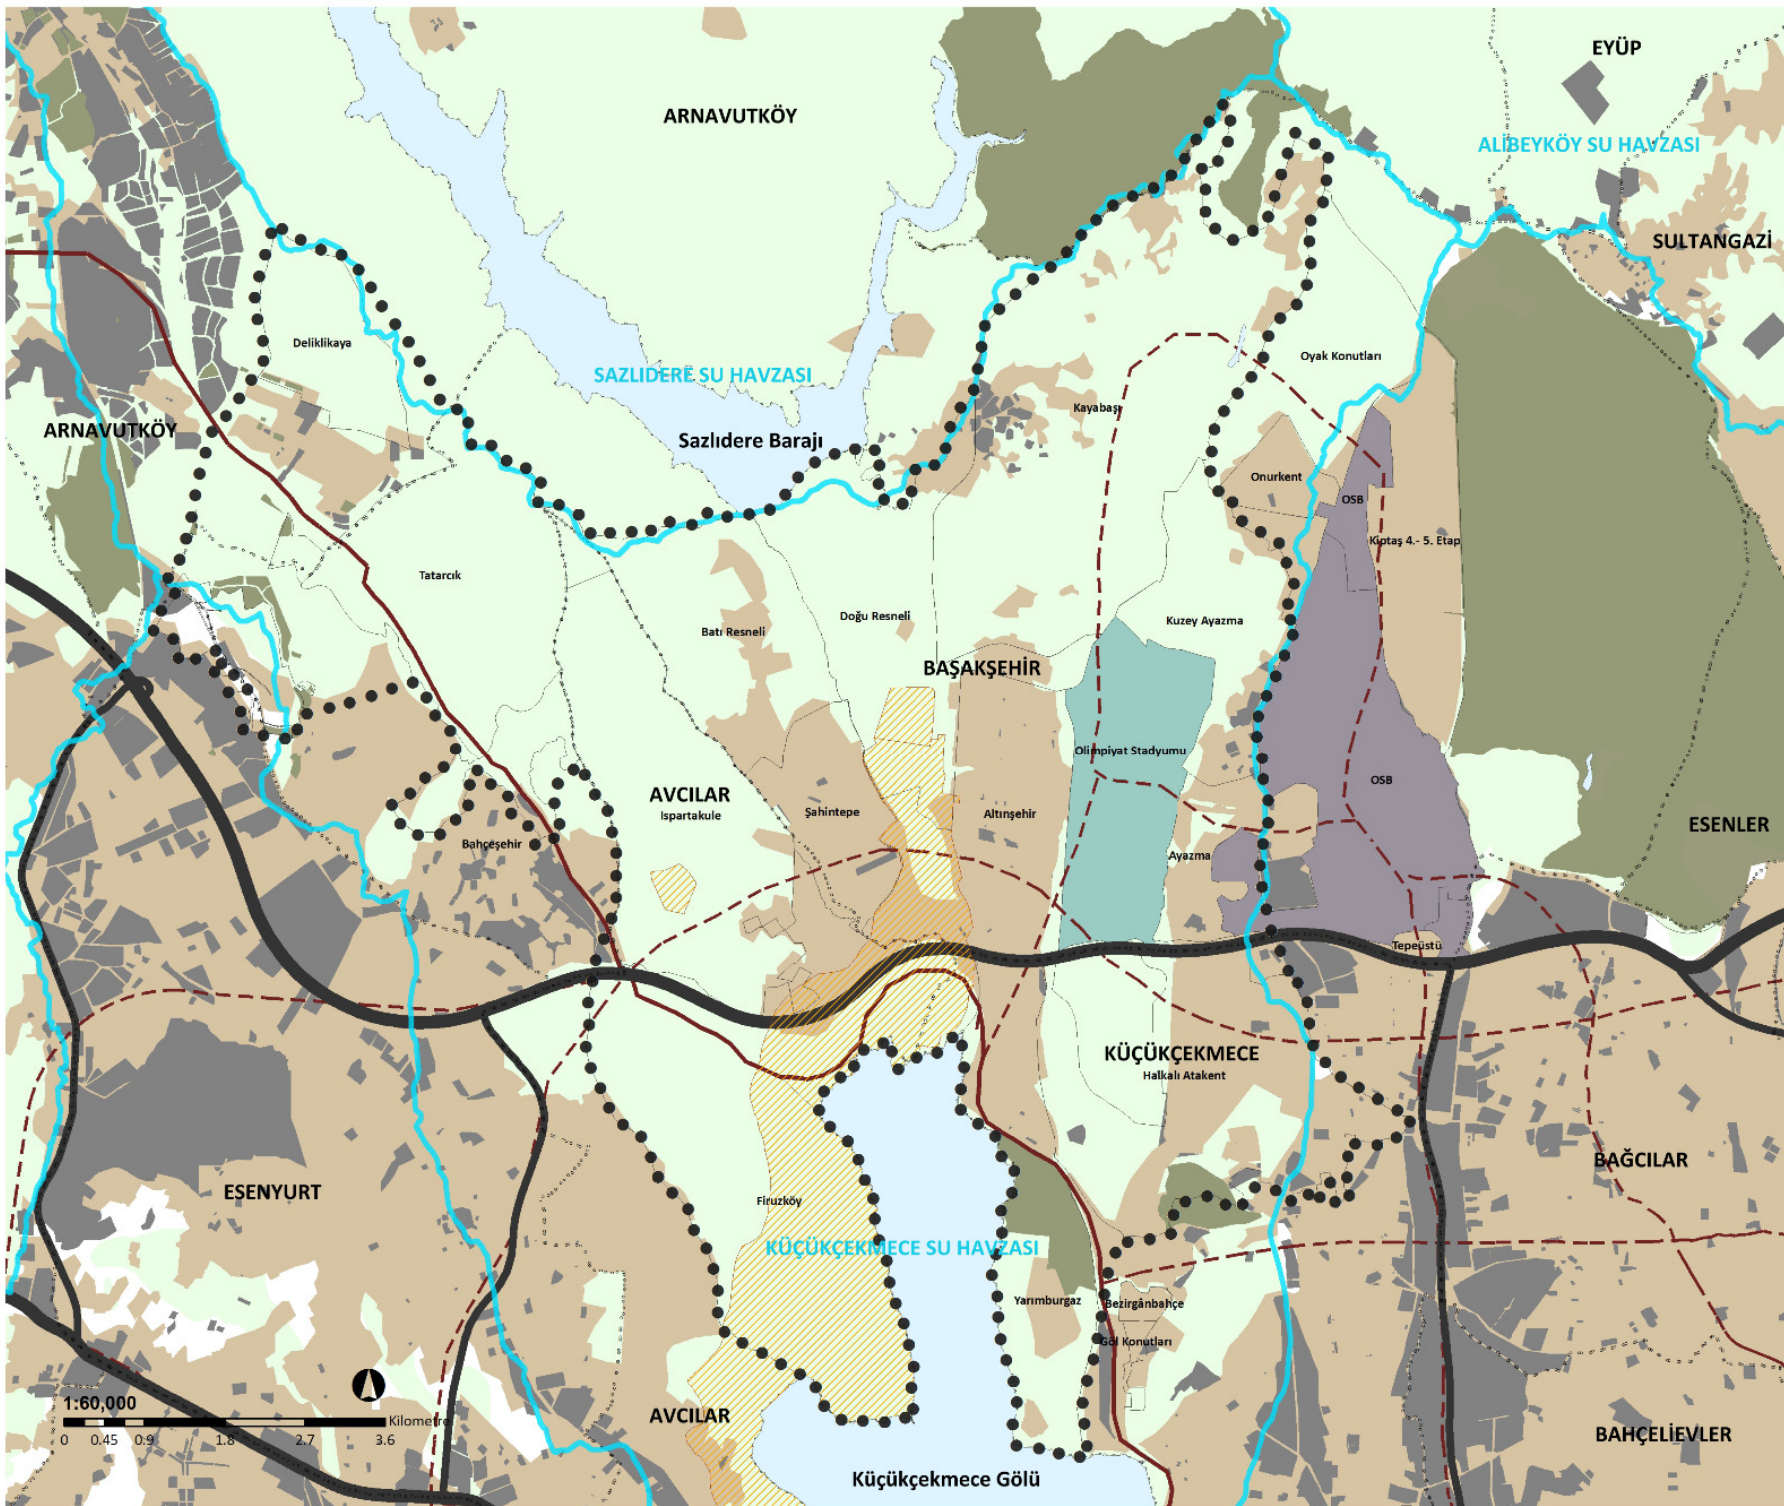 EYÜP
ARNAVUTKÖY
ALİBEYKÖY SU HAVZASI
SULTANGAZİ
Deliklikaya
Oyak Konutları
SAZLIDERE SU HAVZASI
Kayabaşı
ARNAVUTKÖY
Sazlıdere Barajı
Onurkent
OSB
Kiptaş 4.- 5. Etap
Tatarcık
Doğu Resneli
Kuzey Ayazma
Batı Resneli
BAŞAKŞEHİR
Olimpiyat Stadyumu
OSB
AVCILAR
Ispartakule
Şahintepe
Altınşehir
ESENLER
Bahçeşehir
Ayazma
Tepeüstü
KÜÇÜKÇEKMECE
Halkalı Atakent
BAĞCILAR
ESENYURT
Firuzköy
KÜÇÜKÇEKMECE SU HAVZASI
Yarımburgaz
Bezirgânbahçe
Göl Konutları
1:60,000
Kilometre
0 0.45 0.9 1.8 2.7 3.6
AVCILAR
BAHÇELİEVLER
Küçükçekmece Gölü